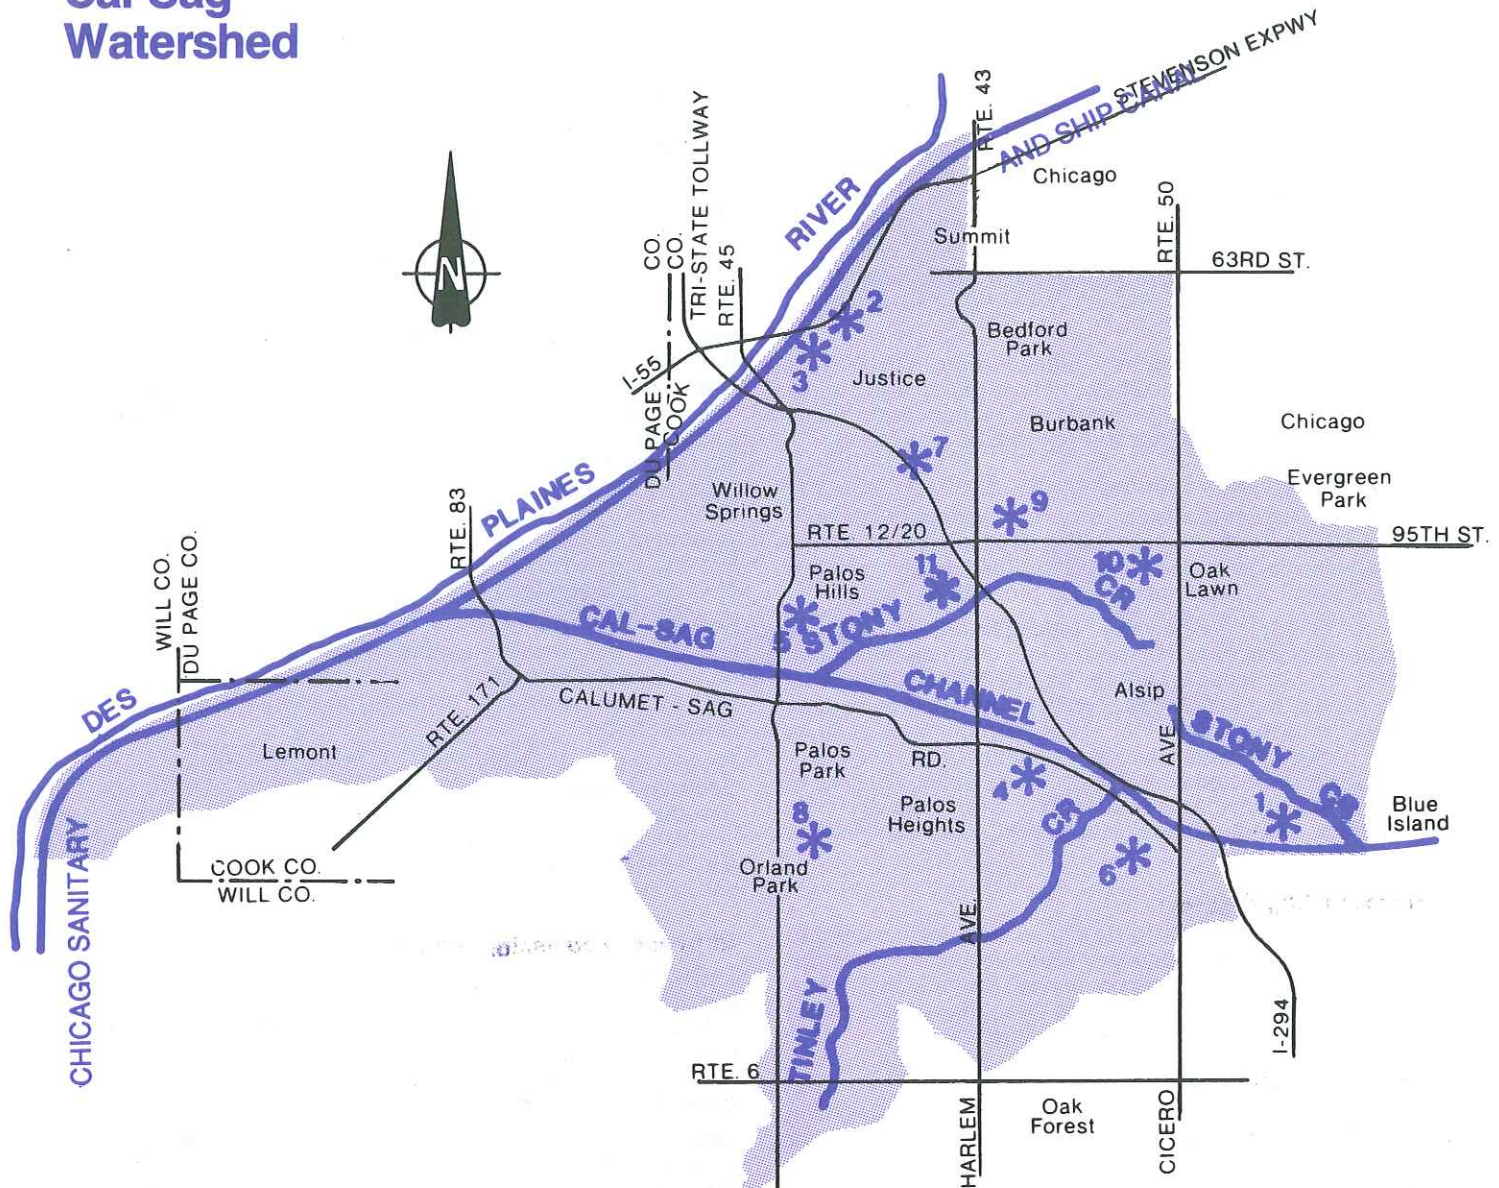 Cal-Sag
Watershed
STEVENSON EXPWY
RTE. 43
AND SHIP CANAL
Chicago
TRI-STATE TOLLWAY
RIVER
RTE. 50
CO.
CO.
RTE. 45
Summit
63RD ST.
N
2
Bedford
Park
I-55
3
Justice
DU PAGE
COOK
Burbank
Chicago
7
PLAINES
Willow
Springs
Evergreen
Park
RTE. 83
9
RTE 12/20
95TH ST.
WILL CO.
DU PAGE CO.
Palos
Hills
11
10
CR
Oak
Lawn
CAL-SAG
5
STONY
DES
RTE. 171
CALUMET - SAG
CHANNEL
Alsip
STONY
AVE.
Lemont
Palos
Park
RD.
4
CR
1
CR
Blue
Island
8
Palos
Heights
6
CHICAGO SANITARY
COOK CO.
WILL CO.
Orland
Park
AVE.
TINLEY
I-294
RTE. 6
HARLEM
Oak
Forest
CICERO